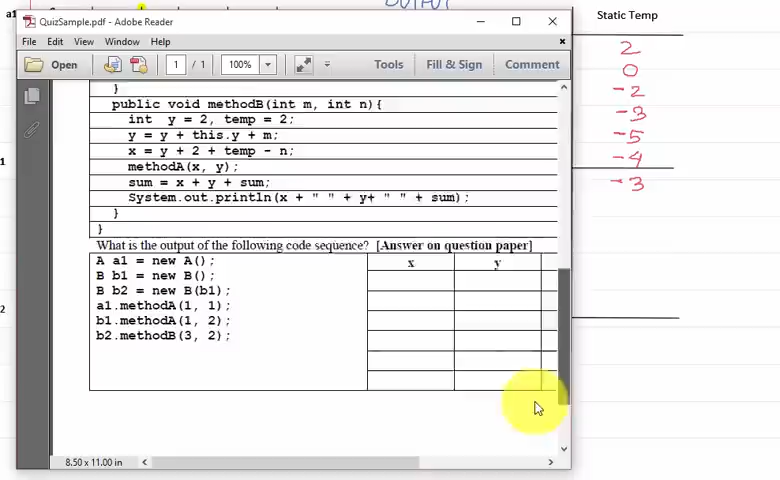 OUTPUT
a1
QuizSample.pdf - Adobe Reader
File Edit View Window Help
Open 1 / 1 100% Tools Fill & Sign Comment
}
public void methodB(int m, int n){
int  y = 2, temp = 2;
y = y + this.y + m;
x = y + 2 + temp - n;
methodA(x, y);
sum = x + y + sum;
System.out.println(x + " " + y+ " " + sum);
}
}
What is the output of the following code sequence? [Answer on question paper]
A a1 = new A();
B b1 = new B();
B b2 = new B(b1);
a1.methodA(1, 1);
b1.methodA(1, 2);
b2.methodB(3, 2);
x y
8.50 x 11.00 in
Static Temp
2
0
-2
-3
-5
-4
-3
1
2